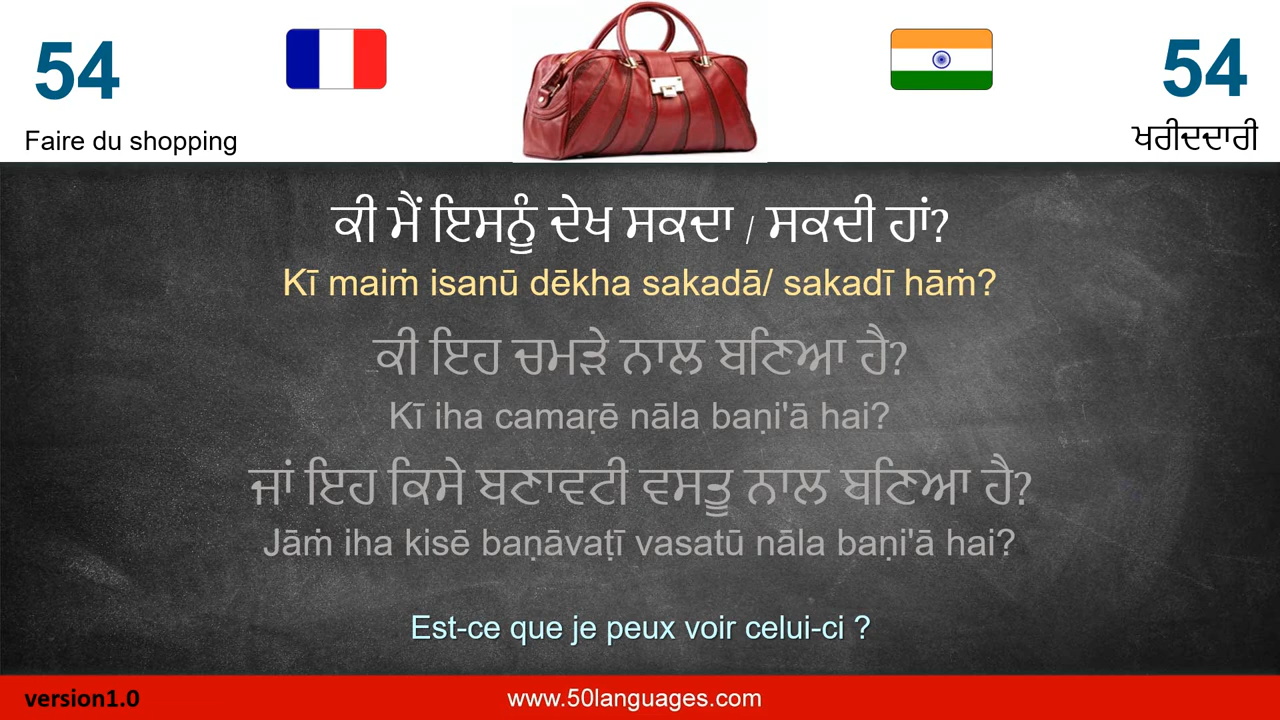 54
54
Faire du shopping
ਖਰੀਦਦਾਰੀ
ਕੀ ਮੈਂ ਇਸਨੂੰ ਦੇਖ ਸਕਦਾ / ਸਕਦੀ ਹਾਂ?
Kī maiṁ isanū dēkha sakadā/ sakadī hāṁ?
ਕੀ ਇਹ ਚਮੜੇ ਨਾਲ ਬਣਿਆ ਹੈ?
Kī iha camaṛē nāla baṇi'ā hai?
ਜਾਂ ਇਹ ਕਿਸੇ ਬਣਾਵਟੀ ਵਸਤੂ ਨਾਲ ਬਣਿਆ ਹੈ?
Jāṁ iha kisē baṇāvaṭī vasatū nāla baṇi'ā hai?
Est-ce que je peux voir celui-ci ?
version1.0
www.50languages.com